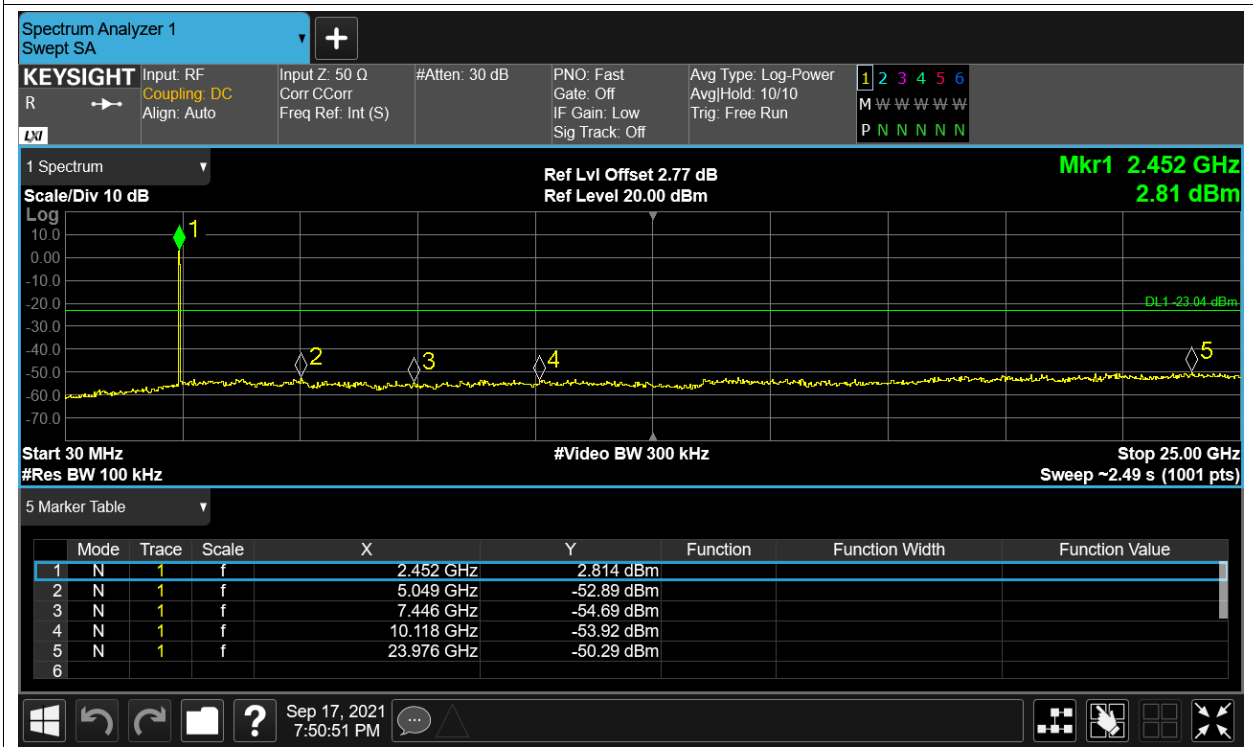 Spectrum Analyzer 1
Swept SA
+
KEYSIGHT Input: RF Input Z: 50 Ω #Atten: 30 dB PNO: Fast Avg Type: Log-Power 1 2 3 4 5 6
R Coupling: DC Corr CCorr Gate: Off Avg|Hold: 10/10 M W W W W W W
Align: Auto Freq Ref: Int (S) IF Gain: Low Trig: Free Run
LXI Sig Track: Off P N N N N N N
1 Spectrum Ref Lvl Offset 2.77 dB Mkr1 2.452 GHz
Scale/Div 10 dB Ref Level 20.00 dBm 2.81 dBm
Log
1
10.0
0.00
-10.0
-20.0 DL1 -23.04 dBm
-30.0
-40.0 2 3 4 5
-50.0
-60.0
-70.0
Start 30 MHz #Video BW 300 kHz Stop 25.00 GHz
#Res BW 100 kHz Sweep ~2.49 s (1001 pts)
5 Marker Table
Mode Trace Scale X Y Function Function Width Function Value
1 N 1 f 2.452 GHz 2.814 dBm
2 N 1 f 5.049 GHz -52.89 dBm
3 N 1 f 7.446 GHz -54.69 dBm
4 N 1 f 10.118 GHz -53.92 dBm
5 N 1 f 23.976 GHz -50.29 dBm
6
? Sep 17, 2021
7:50:51 PM